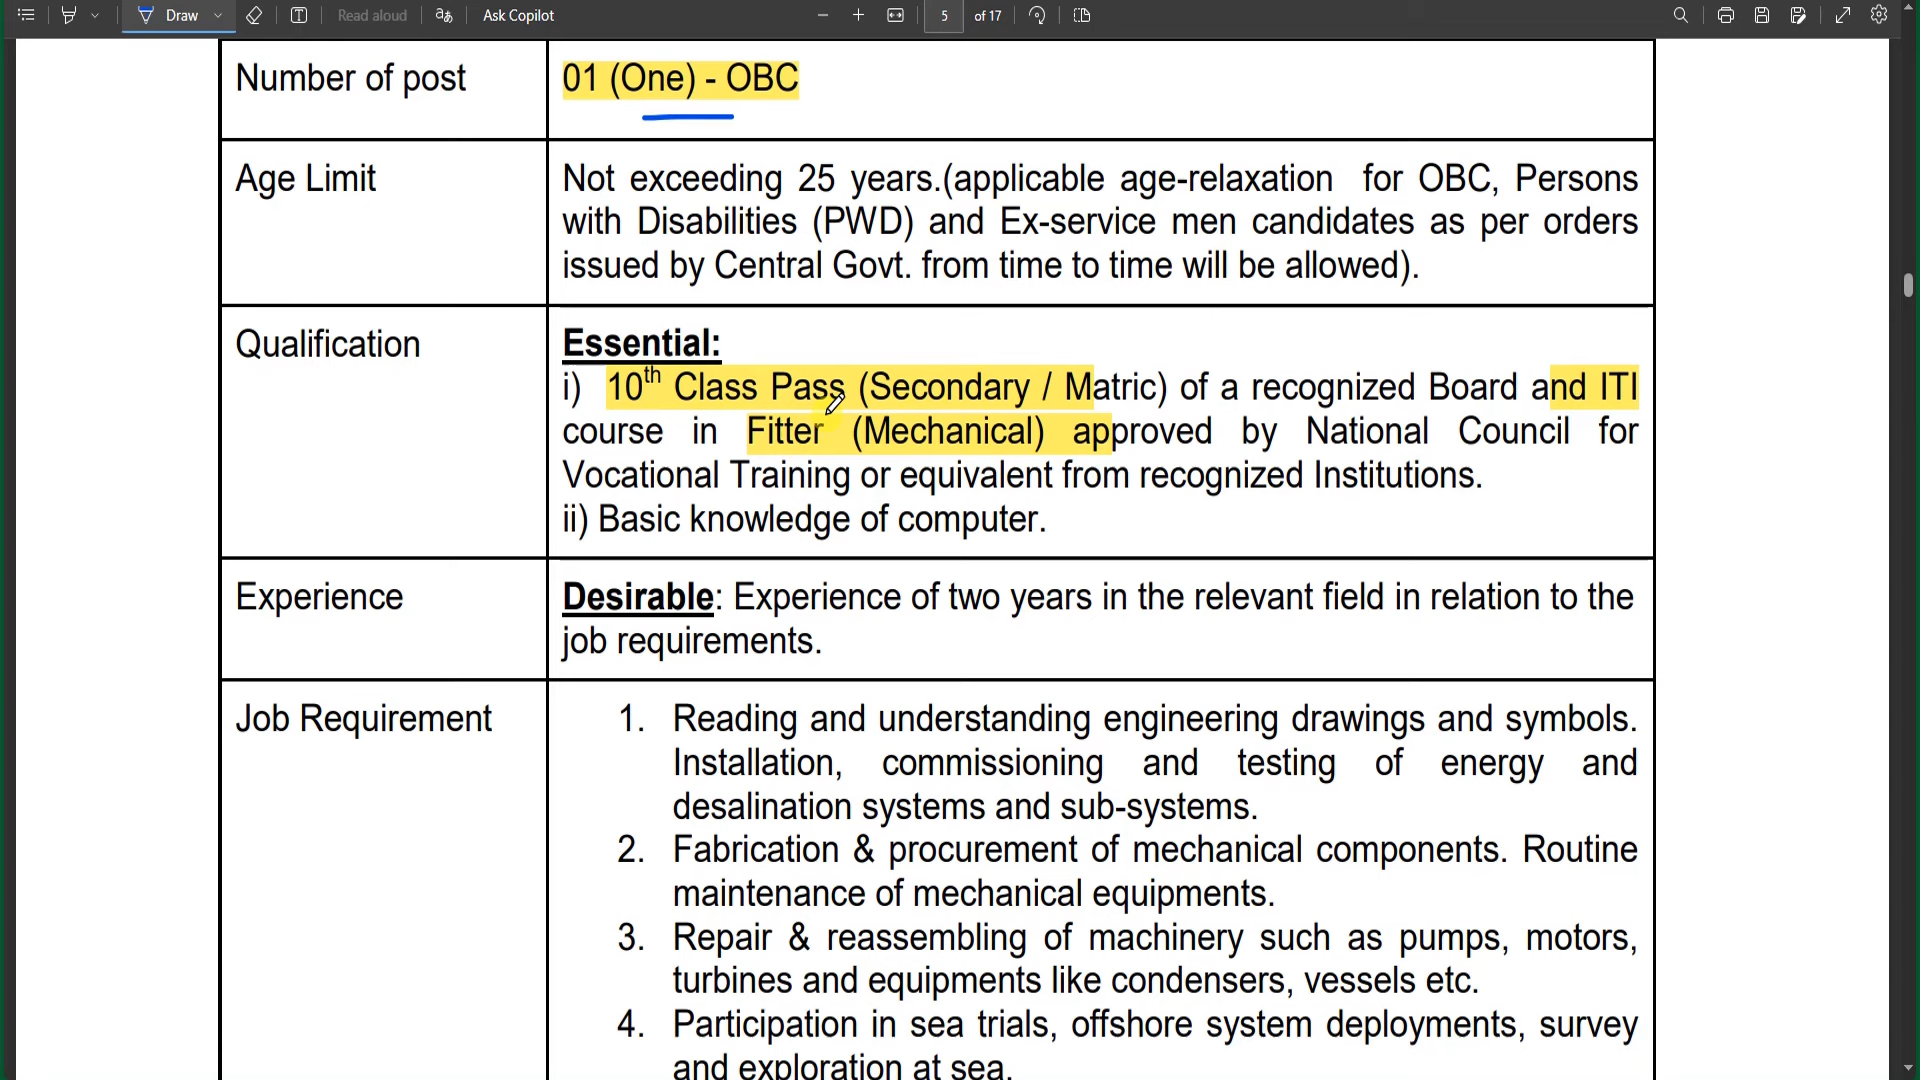 Draw
Read aloud
aあ
Ask Copilot
5
of 17
Number of post
01 (One) - OBC
Age Limit
Not exceeding 25 years.(applicable age-relaxation for OBC, Persons
with Disabilities (PWD) and Ex-service men candidates as per orders
issued by Central Govt. from time to time will be allowed).
Qualification
Essential:
i) 10th Class Pass (Secondary / Matric) of a recognized Board and ITI
course in Fitter (Mechanical) approved by National Council for
Vocational Training or equivalent from recognized Institutions.
ii) Basic knowledge of computer.
Experience
Desirable: Experience of two years in the relevant field in relation to the
job requirements.
Job Requirement
1. Reading and understanding engineering drawings and symbols.
Installation, commissioning and testing of energy and
desalination systems and sub-systems.
2. Fabrication & procurement of mechanical components. Routine
maintenance of mechanical equipments.
3. Repair & reassembling of machinery such as pumps, motors,
turbines and equipments like condensers, vessels etc.
4. Participation in sea trials, offshore system deployments, survey
and exploration at sea.